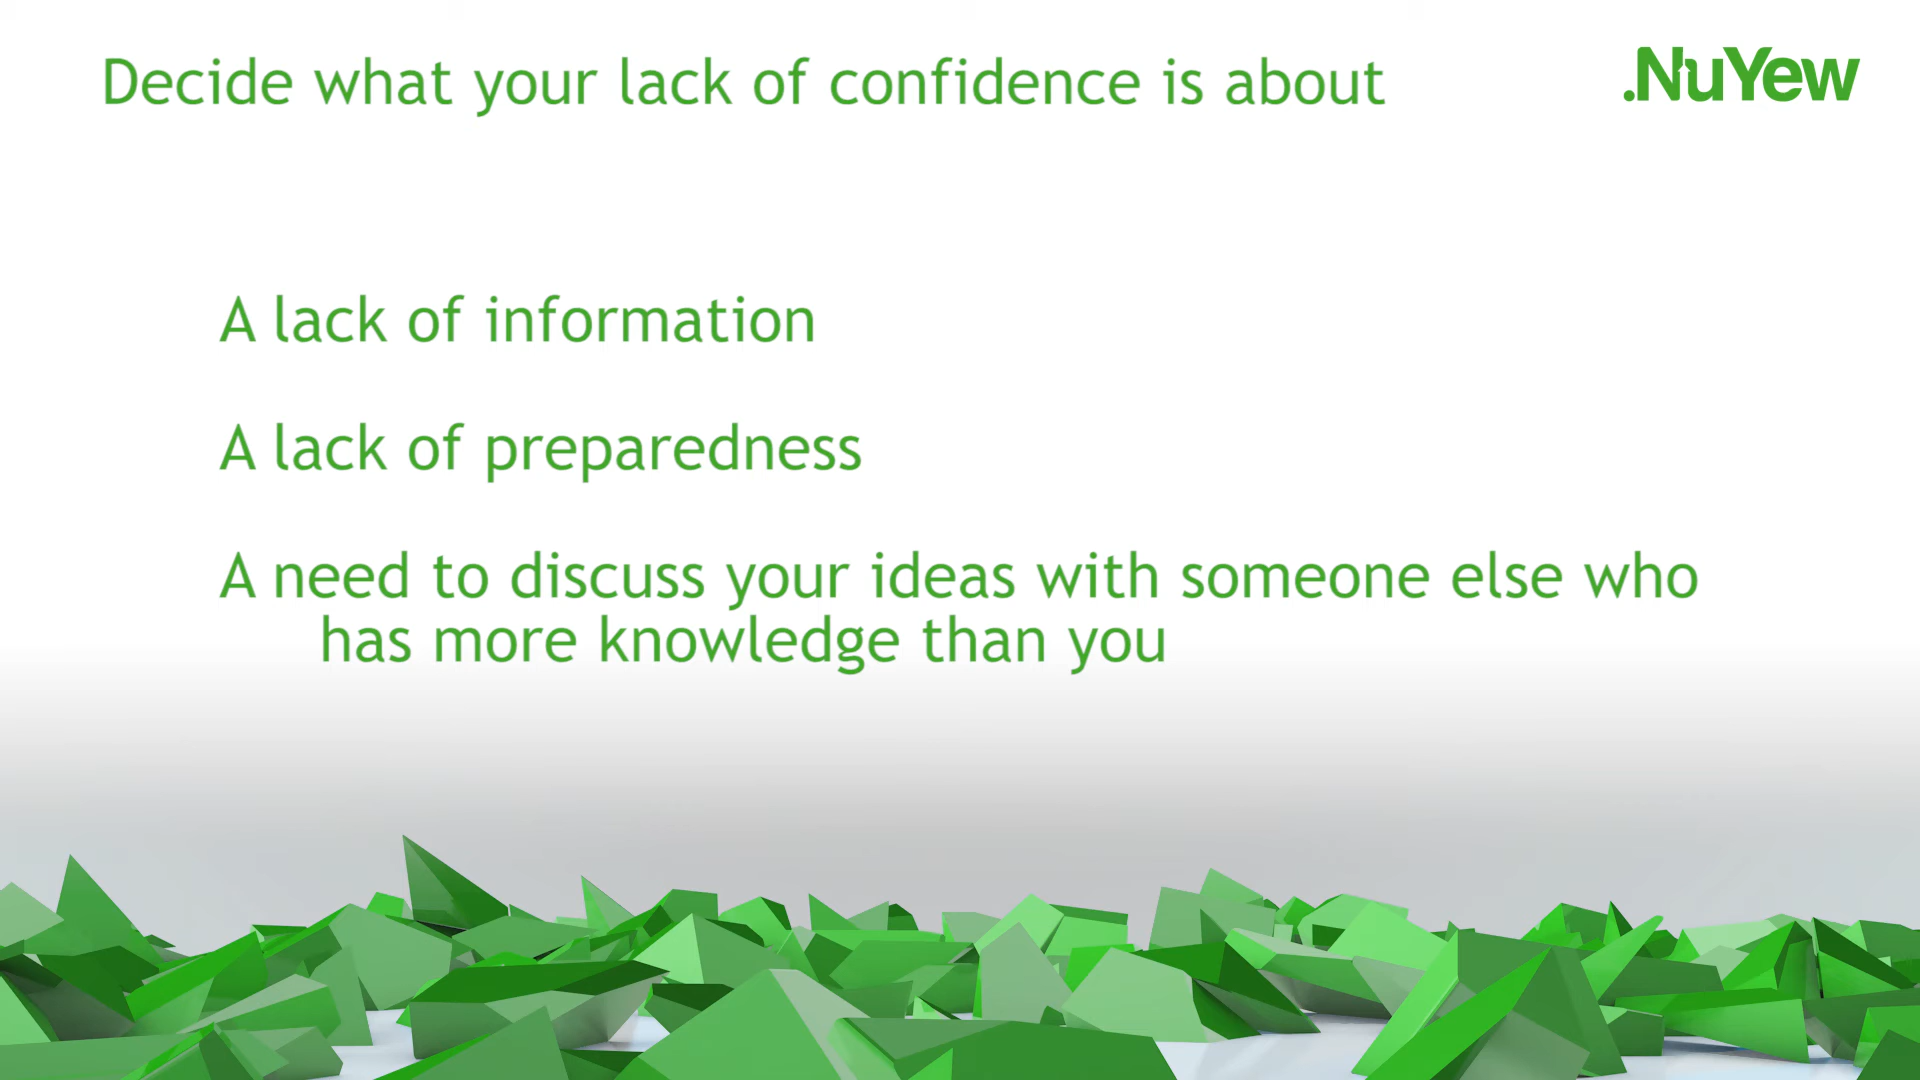 Decide what your lack of confidence is about
.NuYew
A lack of information
A lack of preparedness
A need to discuss your ideas with someone else who
has more knowledge than you